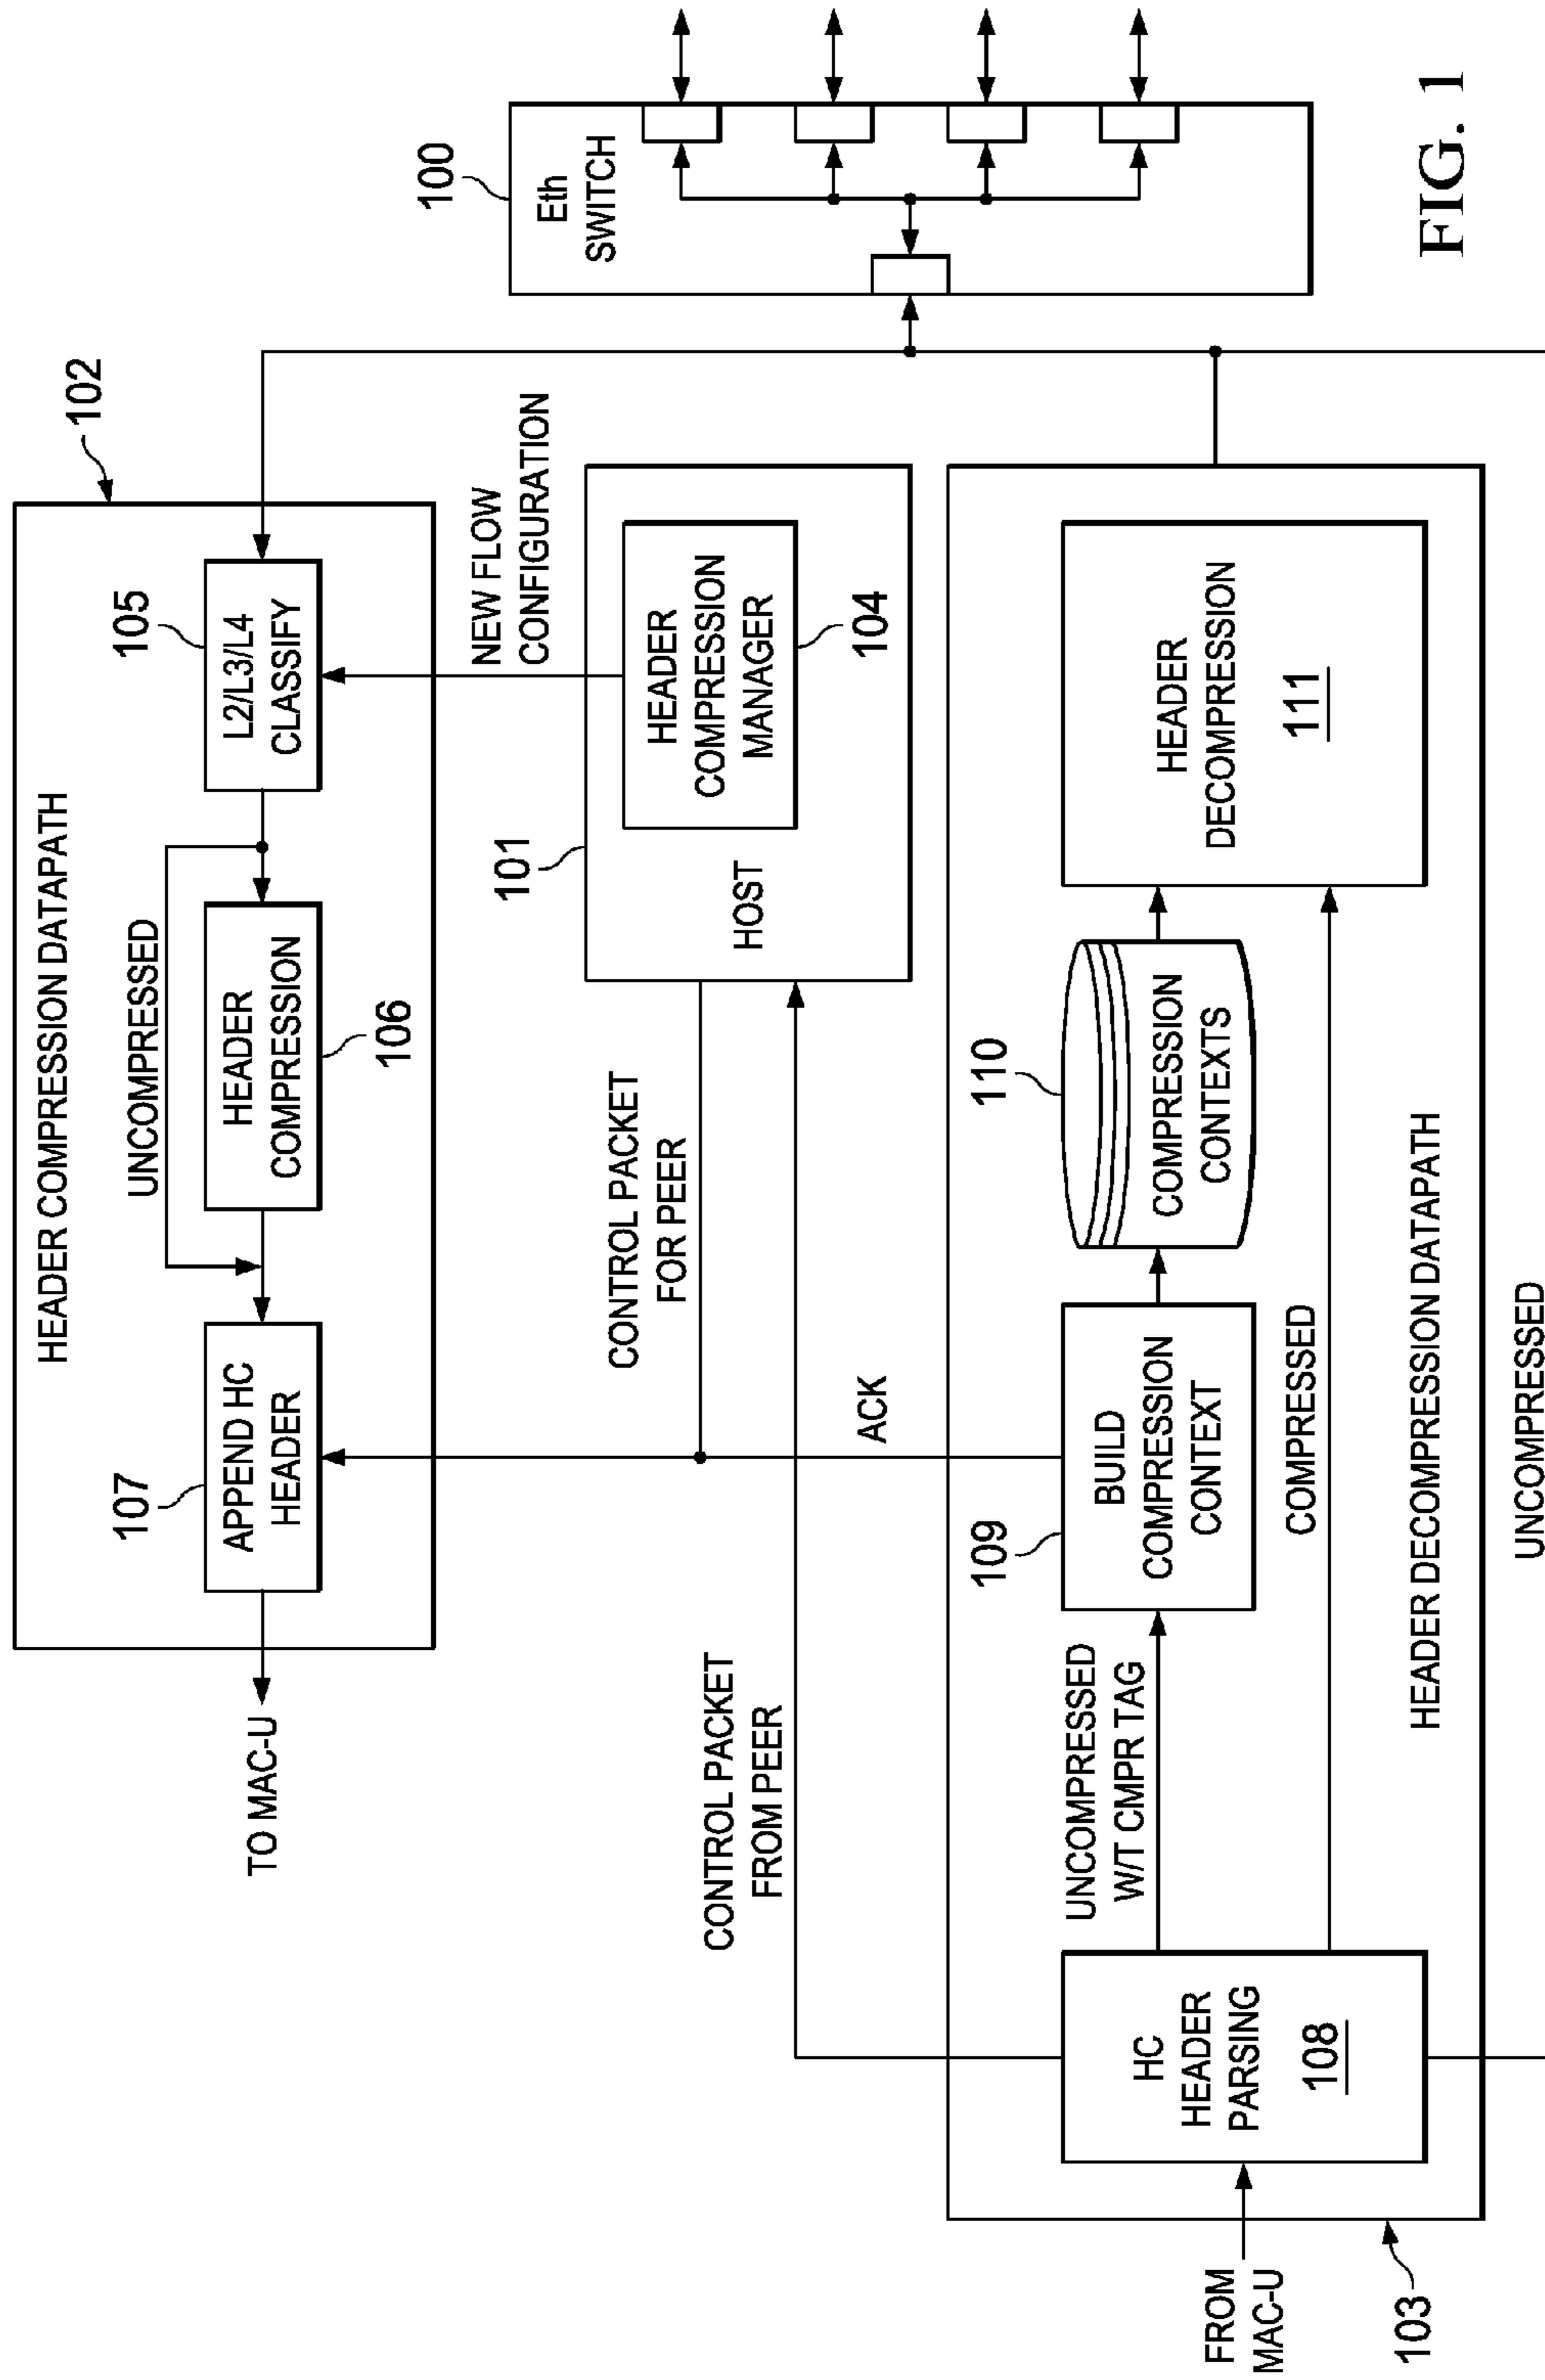 HEADER COMPRESSION DATAPATH
102
TO MAC-U
107
APPEND HC
HEADER
UNCOMPRESSED
HEADER
COMPRESSION
106
105
L2/L3/L4
CLASSIFY
NEW FLOW
CONFIGURATION
100
Eth
SWITCH
101
HOST
HEADER
COMPRESSION
MANAGER
104
CONTROL PACKET
FOR PEER
CONTROL PACKET
FROM PEER
ACK
FROM
MAC-U
103
HC
HEADER
PARSING
108
UNCOMPRESSED
W/T CMPR TAG
109
BUILD
COMPRESSION
CONTEXT
110
COMPRESSION
CONTEXTS
COMPRESSED
HEADER
DECOMPRESSION
111
HEADER DECOMPRESSION DATAPATH
UNCOMPRESSED
FIG. 1